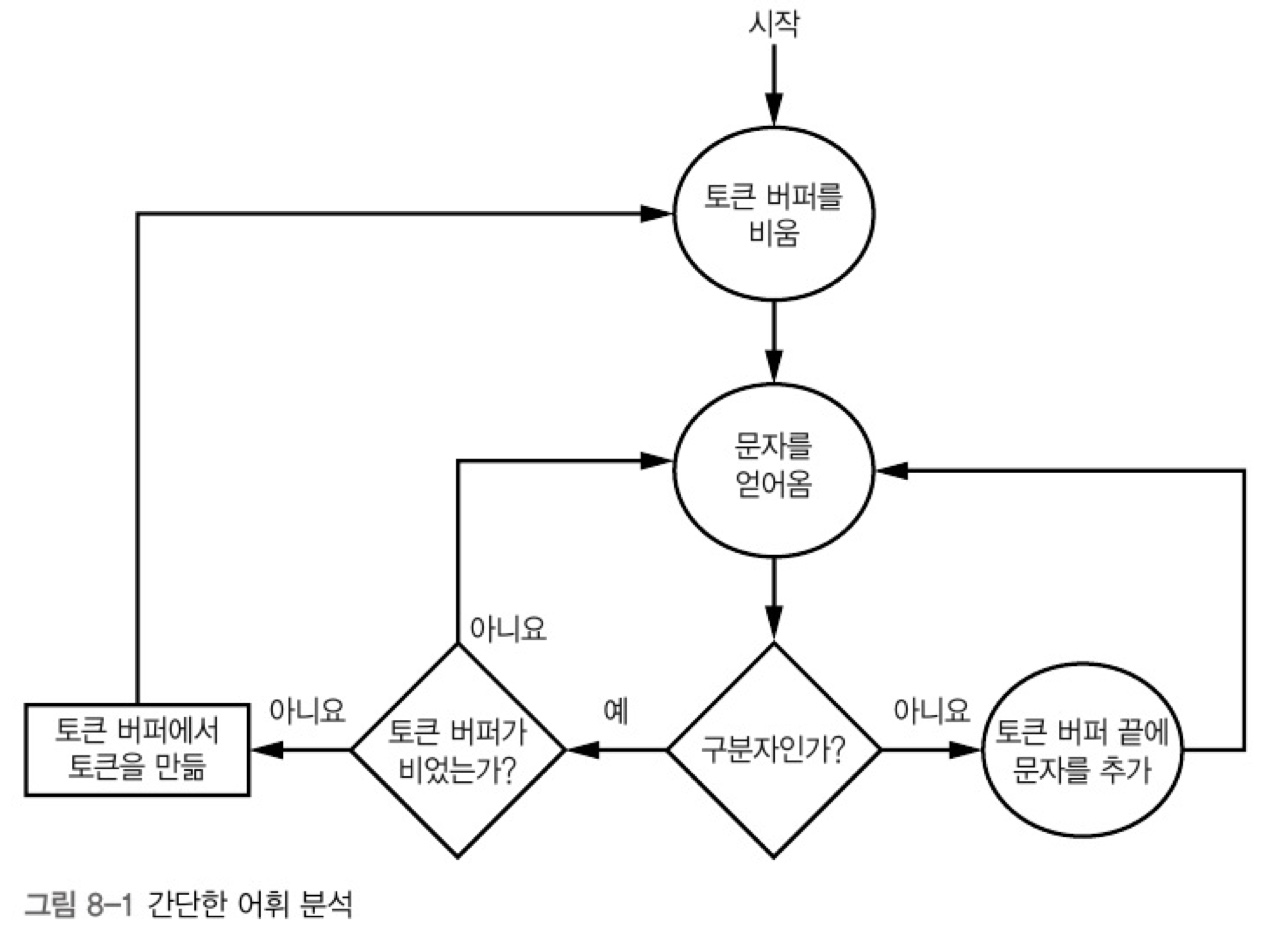 시작
토큰 버퍼를
비움
문자를
얻어옴
아니요
아니요
토큰 버퍼에서
토큰을 만듦
토큰 버퍼가
비었는가?
예
구분자인가?
아니요
토큰 버퍼 끝에
문자를 추가
그림 8-1 간단한 어휘 분석